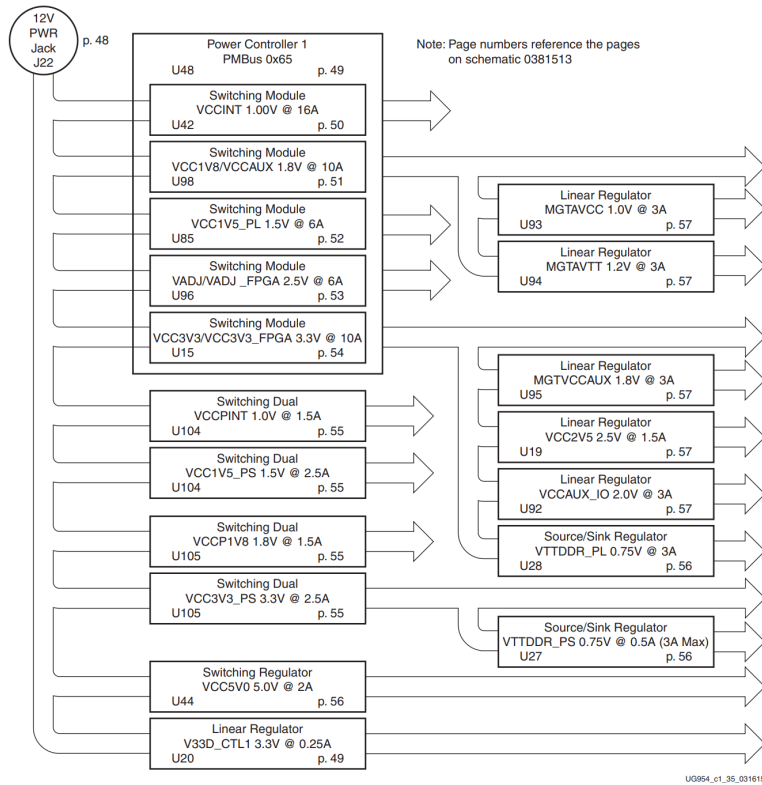 12V
PWR
Jack
J22
p. 48
Power Controller 1
PMBus 0x65
U48 p. 49
Note: Page numbers reference the pages
on schematic 0381513
Switching Module
VCCINT 1.00V @ 16A
U42 p. 50
Switching Module
VCC1V8/VCCAUX 1.8V @ 10A
U98 p. 51
Switching Module
VCC1V5_PL 1.5V @ 6A
U85 p. 52
Switching Module
VADJ/VADJ _FPGA 2.5V @ 6A
U96 p. 53
Switching Module
VCC3V3/VCC3V3_FPGA 3.3V @ 10A
U15 p. 54
Switching Dual
VCCPINT 1.0V @ 1.5A
U104 p. 55
Switching Dual
VCC1V5_PS 1.5V @ 2.5A
U104 p. 55
Switching Dual
VCCP1V8 1.8V @ 1.5A
U105 p. 55
Switching Dual
VCC3V3_PS 3.3V @ 2.5A
U105 p. 55
Switching Regulator
VCC5V0 5.0V @ 2A
U44 p. 56
Linear Regulator
V33D_CTL1 3.3V @ 0.25A
U20 p. 49
Linear Regulator
MGTAVCC 1.0V @ 3A
U93 p. 57
Linear Regulator
MGTAVTT 1.2V @ 3A
U94 p. 57
Linear Regulator
MGTVCCAUX 1.8V @ 3A
U95 p. 57
Linear Regulator
VCC2V5 2.5V @ 1.5A
U19 p. 57
Linear Regulator
VCCAUX_IO 2.0V @ 3A
U92 p. 57
Source/Sink Regulator
VTTDDR_PL 0.75V @ 3A
U28 p. 56
Source/Sink Regulator
VTTDDR_PS 0.75V @ 0.5A (3A Max)
U27 p. 56
UG954_c1_35_031615